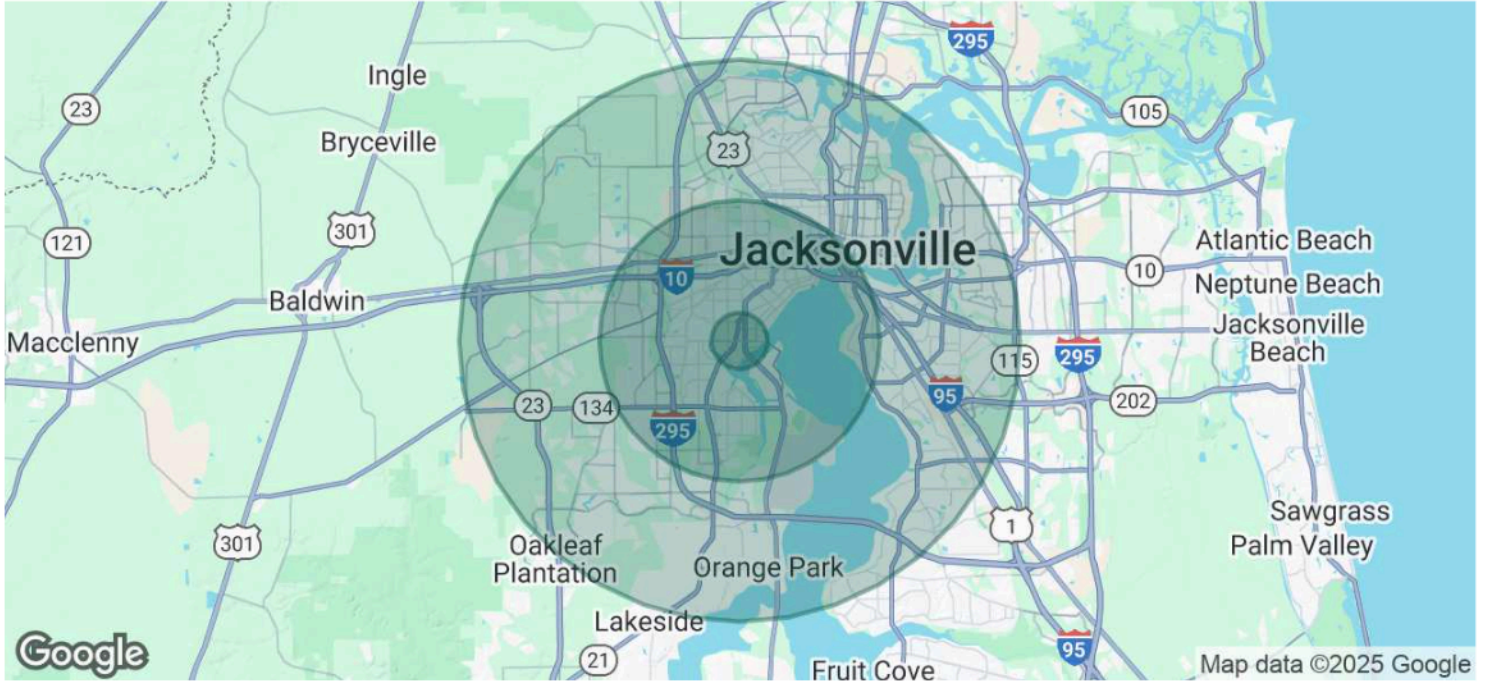 295
Ingle
23
105
Bryceville
23
301
121
Jacksonville
Atlantic Beach
10
10
Neptune Beach
Baldwin
Jacksonville
Beach
Macclenny
115
295
95
202
23
134
295
Sawgrass
1
301
Palm Valley
Oakleaf
Plantation
Orange Park
Lakeside
95
Google
21
Fruit Cove
Map data ©2025 Google